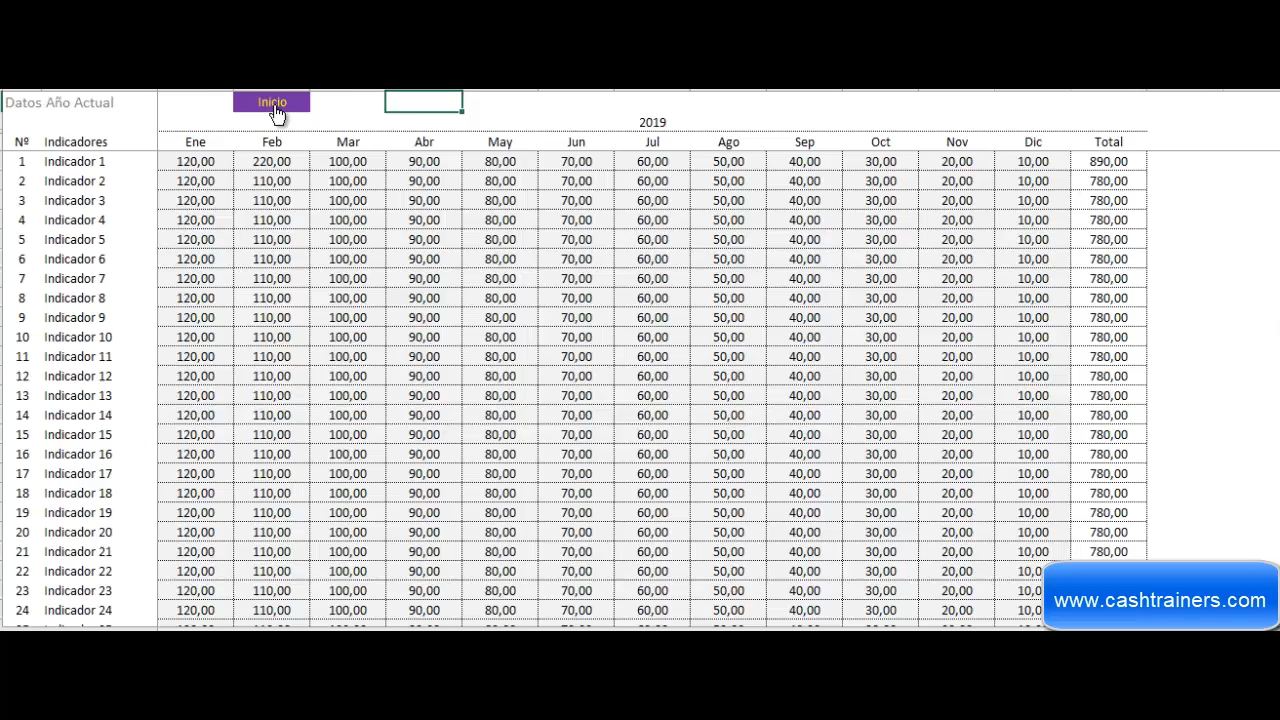 Datos Año Actual Inicio
2019
Nº Indicadores Ene Feb Mar Abr May Jun Jul Ago Sep Oct Nov Dic Total
1 Indicador 1 120,00 220,00 100,00 90,00 80,00 70,00 60,00 50,00 40,00 30,00 20,00 10,00 890,00
2 Indicador 2 120,00 110,00 100,00 90,00 80,00 70,00 60,00 50,00 40,00 30,00 20,00 10,00 780,00
3 Indicador 3 120,00 110,00 100,00 90,00 80,00 70,00 60,00 50,00 40,00 30,00 20,00 10,00 780,00
4 Indicador 4 120,00 110,00 100,00 90,00 80,00 70,00 60,00 50,00 40,00 30,00 20,00 10,00 780,00
5 Indicador 5 120,00 110,00 100,00 90,00 80,00 70,00 60,00 50,00 40,00 30,00 20,00 10,00 780,00
6 Indicador 6 120,00 110,00 100,00 90,00 80,00 70,00 60,00 50,00 40,00 30,00 20,00 10,00 780,00
7 Indicador 7 120,00 110,00 100,00 90,00 80,00 70,00 60,00 50,00 40,00 30,00 20,00 10,00 780,00
8 Indicador 8 120,00 110,00 100,00 90,00 80,00 70,00 60,00 50,00 40,00 30,00 20,00 10,00 780,00
9 Indicador 9 120,00 110,00 100,00 90,00 80,00 70,00 60,00 50,00 40,00 30,00 20,00 10,00 780,00
10 Indicador 10 120,00 110,00 100,00 90,00 80,00 70,00 60,00 50,00 40,00 30,00 20,00 10,00 780,00
11 Indicador 11 120,00 110,00 100,00 90,00 80,00 70,00 60,00 50,00 40,00 30,00 20,00 10,00 780,00
12 Indicador 12 120,00 110,00 100,00 90,00 80,00 70,00 60,00 50,00 40,00 30,00 20,00 10,00 780,00
13 Indicador 13 120,00 110,00 100,00 90,00 80,00 70,00 60,00 50,00 40,00 30,00 20,00 10,00 780,00
14 Indicador 14 120,00 110,00 100,00 90,00 80,00 70,00 60,00 50,00 40,00 30,00 20,00 10,00 780,00
15 Indicador 15 120,00 110,00 100,00 90,00 80,00 70,00 60,00 50,00 40,00 30,00 20,00 10,00 780,00
16 Indicador 16 120,00 110,00 100,00 90,00 80,00 70,00 60,00 50,00 40,00 30,00 20,00 10,00 780,00
17 Indicador 17 120,00 110,00 100,00 90,00 80,00 70,00 60,00 50,00 40,00 30,00 20,00 10,00 780,00
18 Indicador 18 120,00 110,00 100,00 90,00 80,00 70,00 60,00 50,00 40,00 30,00 20,00 10,00 780,00
19 Indicador 19 120,00 110,00 100,00 90,00 80,00 70,00 60,00 50,00 40,00 30,00 20,00 10,00 780,00
20 Indicador 20 120,00 110,00 100,00 90,00 80,00 70,00 60,00 50,00 40,00 30,00 20,00 10,00 780,00
21 Indicador 21 120,00 110,00 100,00 90,00 80,00 70,00 60,00 50,00 40,00 30,00 20,00 10,00 780,00
22 Indicador 22 120,00 110,00 100,00 90,00 80,00 70,00 60,00 50,00 40,00 30,00 20,00
23 Indicador 23 120,00 110,00 100,00 90,00 80,00 70,00 60,00 50,00 40,00 30,00 20,00
24 Indicador 24 120,00 110,00 100,00 90,00 80,00 70,00 60,00 50,00 40,00 30,00 20,00
www.cashtrainers.com